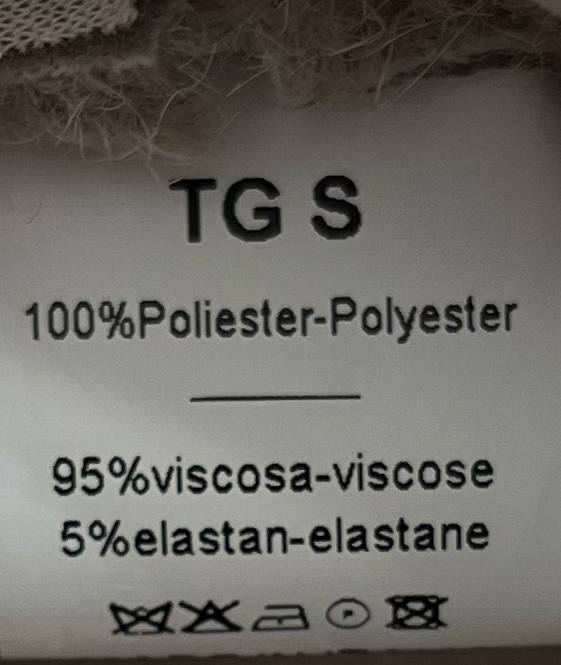 TG S
100%Poliester-Polyester
95%viscosa-viscose
5%elastan-elastane